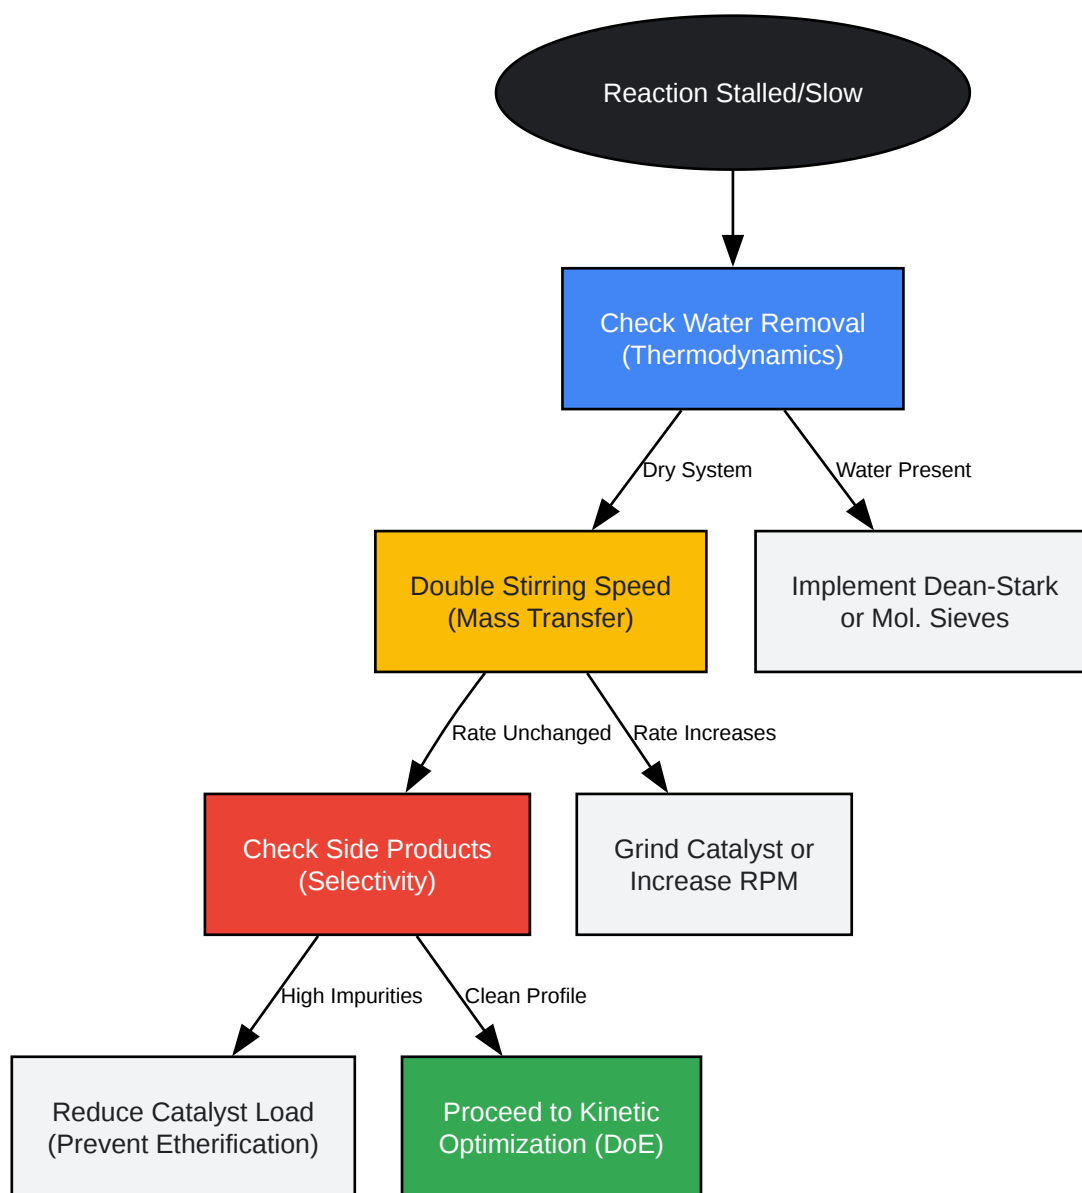 Reaction Stalled/Slow
Check Water Removal
(Thermodynamics)
Dry System
Water Present
Double Stirring Speed
(Mass Transfer)
Implement Dean-Stark
or Mol. Sieves
Rate Unchanged
Rate Increases
Check Side Products
(Selectivity)
Grind Catalyst or
Increase RPM
High Impurities
Clean Profile
Reduce Catalyst Load
(Prevent Etherification)
Proceed to Kinetic
Optimization (DoE)